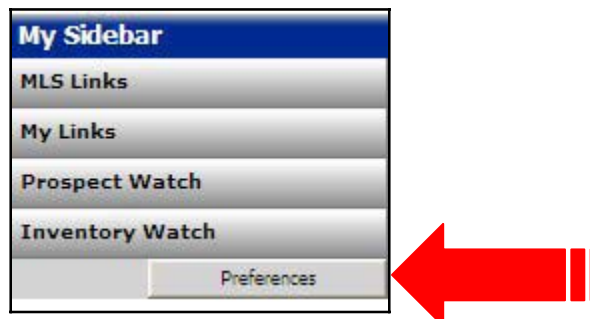 My Sidebar
MLS Links
My Links
Prospect Watch
Inventory Watch
Preferences